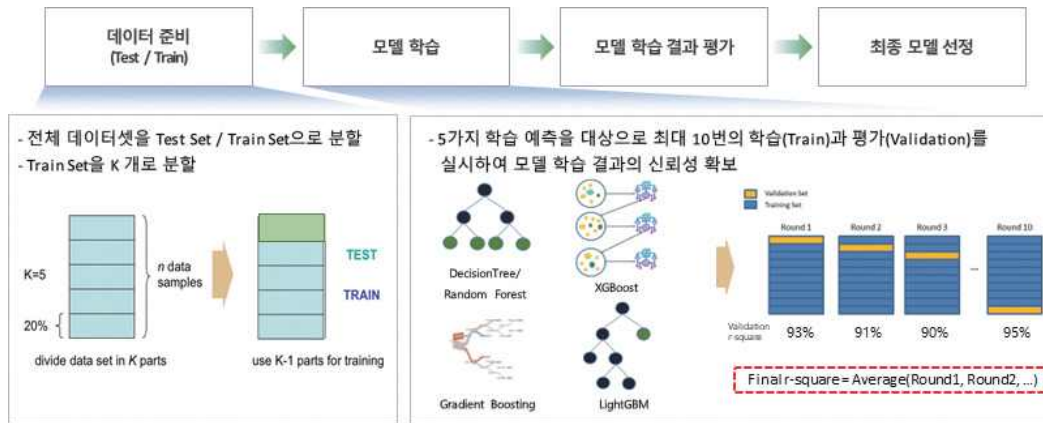 데이터 준비
(Test / Train)
모델 학습
모델 학습 결과 평가
최종 모델 선정
- 전체 데이터셋을 Test Set / Train Set으로 분할
- Train Set을 K 개로 분할
K=5
20%
n data
samples
divide data set in K parts
TEST
TRAIN
use K-1 parts for training
- 5가지 학습 예측을 대상으로 최대 10번의 학습(Train)과 평가(Validation)를
실시하여 모델 학습 결과의 신뢰성 확보
DecisionTree/
Random Forest
XGBoost
Gradient Boosting
LightGBM
Validation Set
Training Set
Round 1
Round 2
Round 3
Round 10
...
Validation
r-square
93%
91%
90%
95%
Final r-square = Average(Round1, Round2, ...)